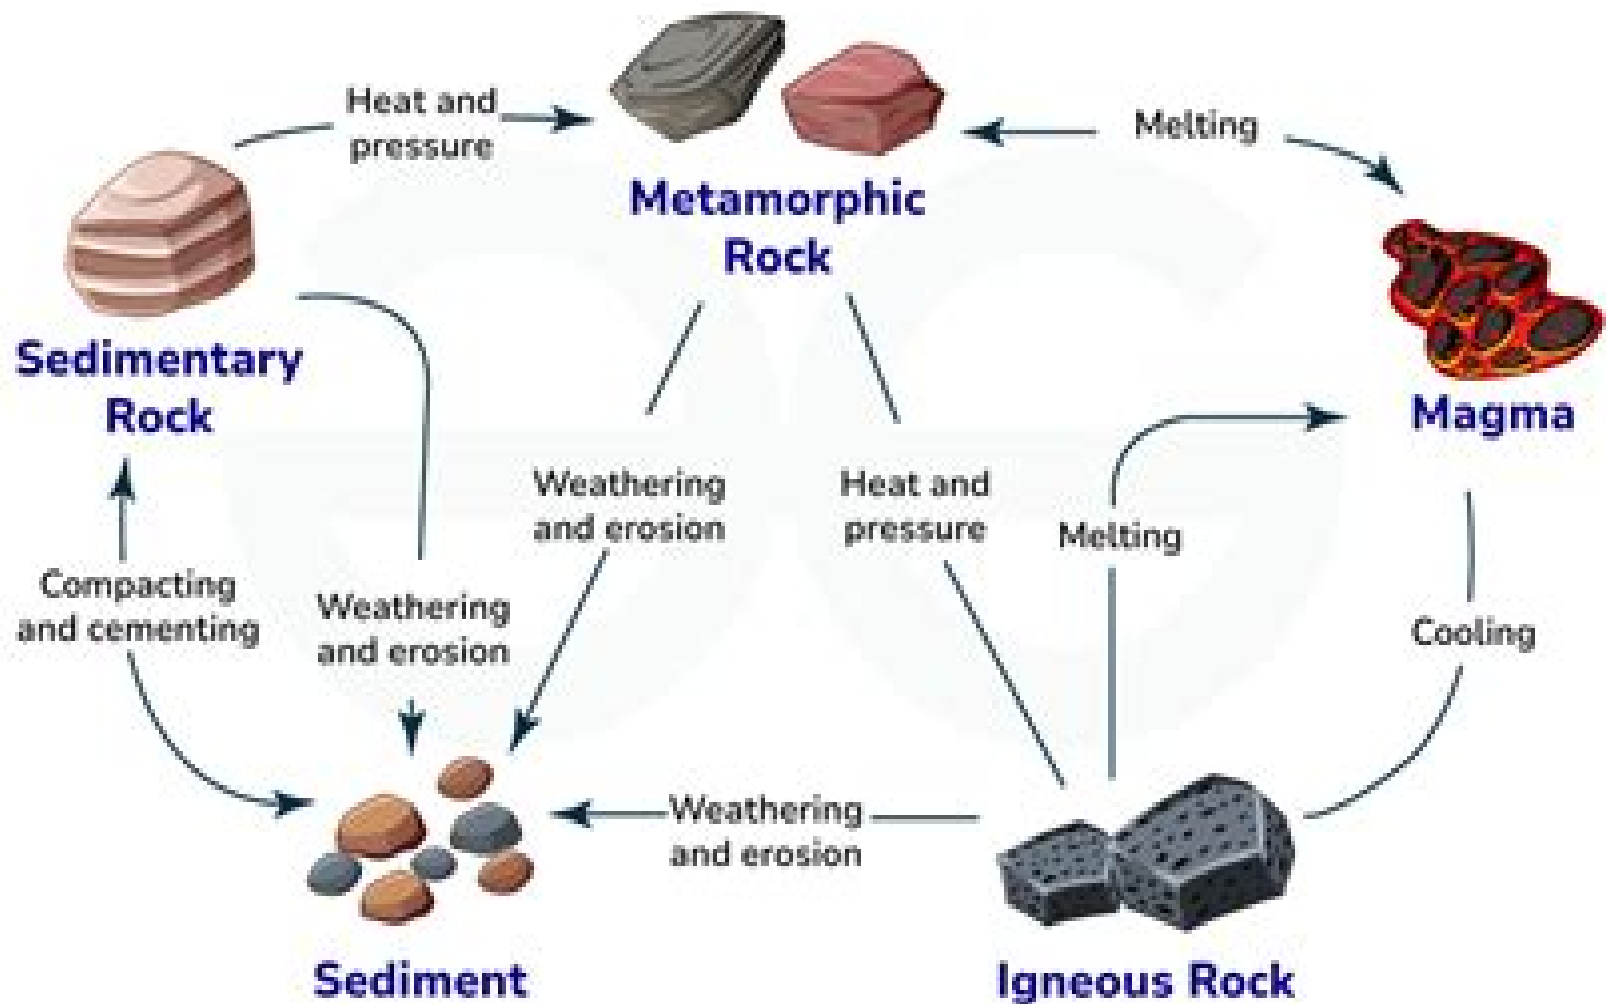 Heat and
pressure
Melting
Metamorphic
Rock
Sedimentary
Rock
Magma
Weathering
and erosion
Heat and
pressure
Melting
Compacting
and cementing
Weathering
and erosion
Cooling
Weathering
and erosion
Sediment
Igneous Rock